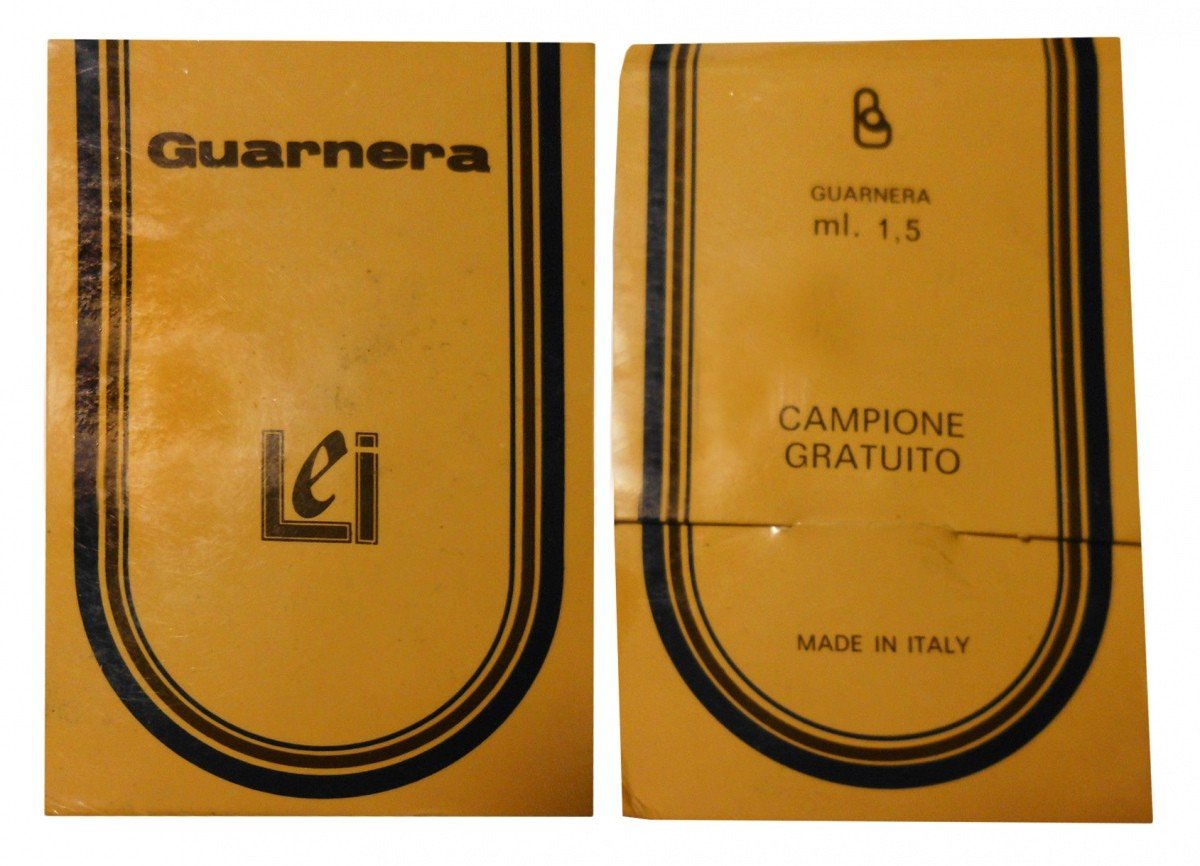 Guarnera
Lei
GUARNERA
ml. 1,5
CAMPIONE
GRATUITO
MADE IN ITALY